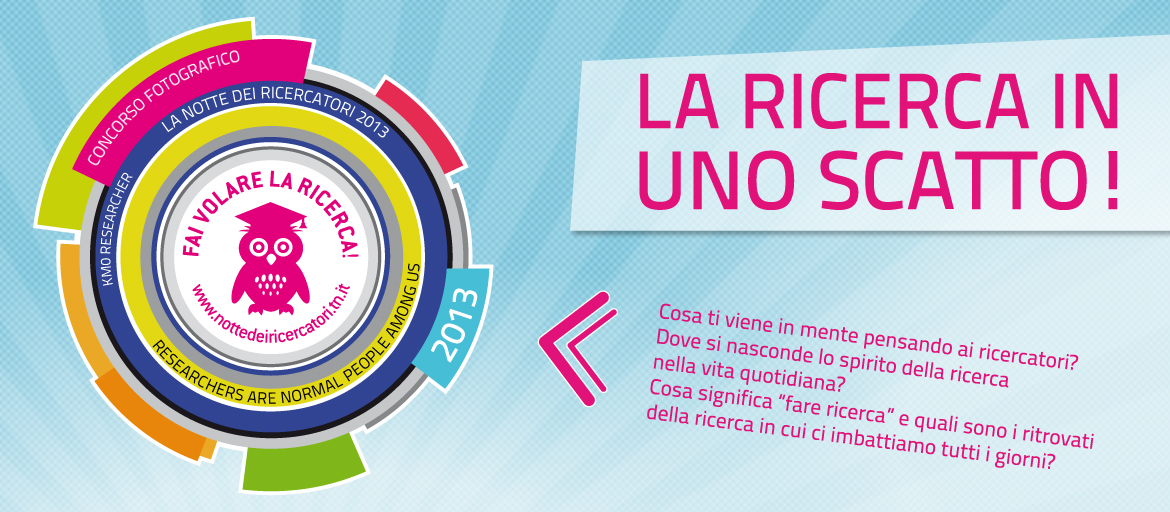 CONCORSO FOTOGRAFICO
LA NOTTE DEI RICERCATORI 2013
KM0 RESEARCHER
FAI VOLARE LA RICERCA!
www.nottedeiricercatori.tn.it
RESEARCHERS ARE NORMAL PEOPLE AMONG US
2013
LA RICERCA IN
UNO SCATTO!
Cosa ti viene in mente pensando ai ricercatori?
Dove si nasconde lo spirito della ricerca
nella vita quotidiana?
Cosa significa "fare ricerca" e quali sono i ritrovati
della ricerca in cui ci imbattiamo tutti i giorni?